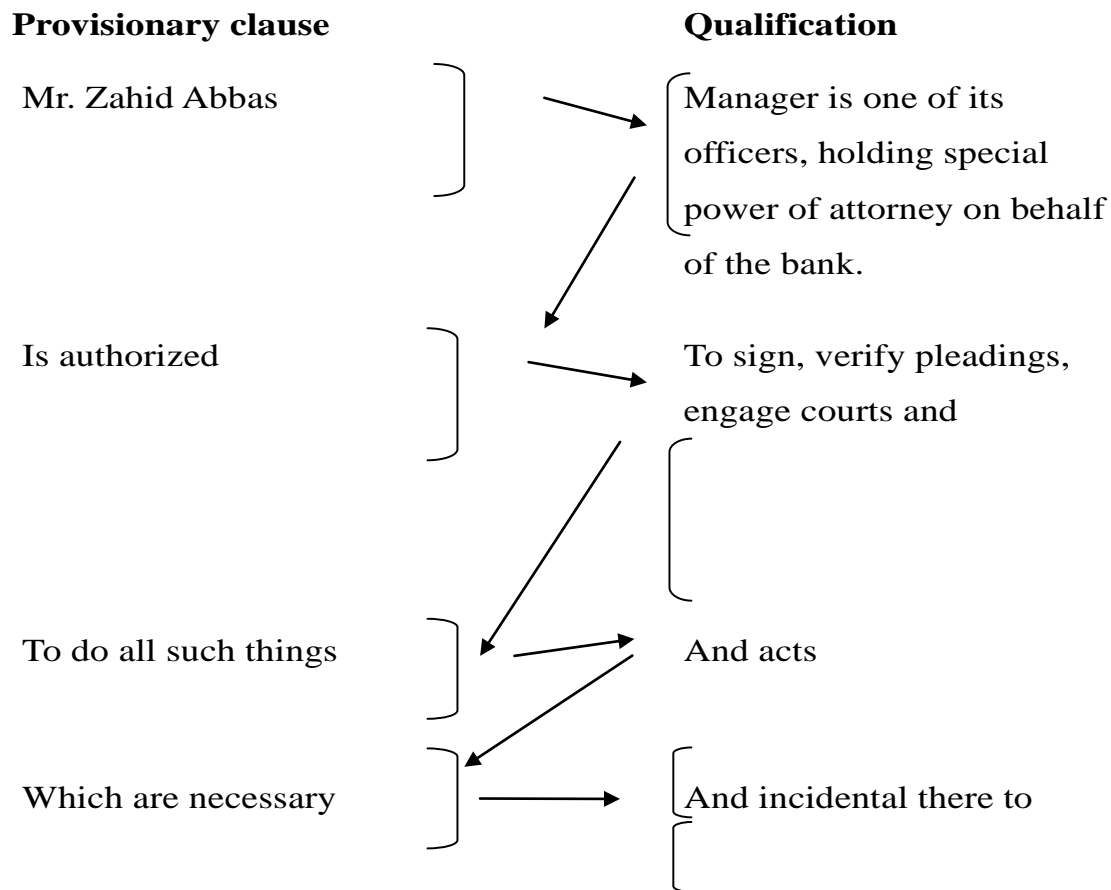 Provisionary clause
Qualification
Mr. Zahid Abbas
Manager is one of its
officers, holding special
power of attorney on behalf
of the bank.
Is authorized
To sign, verify pleadings,
engage courts and
To do all such things
And acts
Which are necessary
And incidental there to